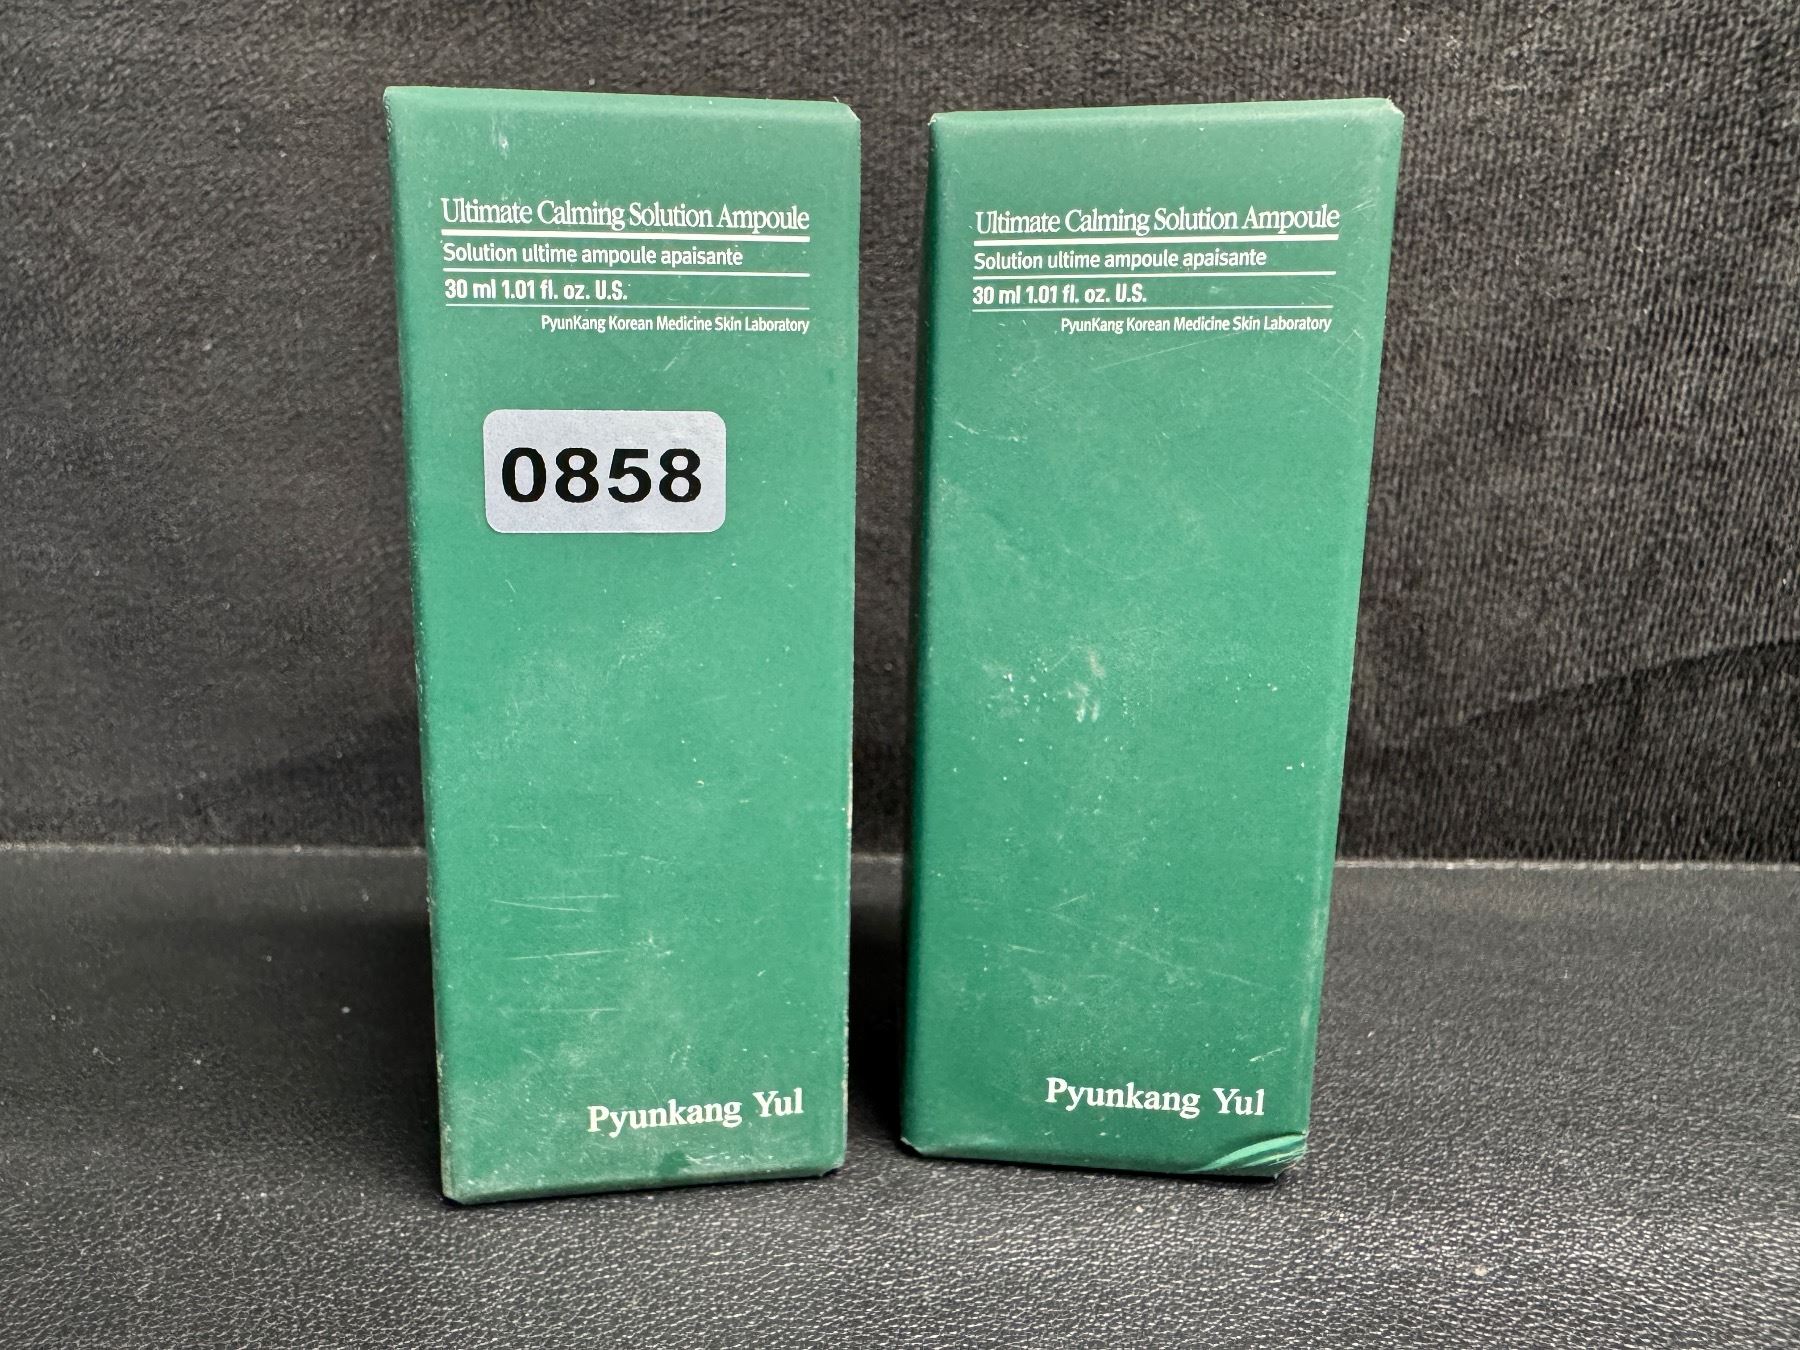 Ultimate Calming Solution Ampoule
Solution ultime ampoule apaisante
30 ml 1.01 fl. oz. U.S.
PyunKang Korean Medicine Skin Laboratory
0858
Pyunkang Yul
Ultimate Calming Solution Ampoule
Solution ultime ampoule apaisante
30 ml 1.01 fl. oz. U.S.
PyunKang Korean Medicine Skin Laboratory
Pyunkang Yul